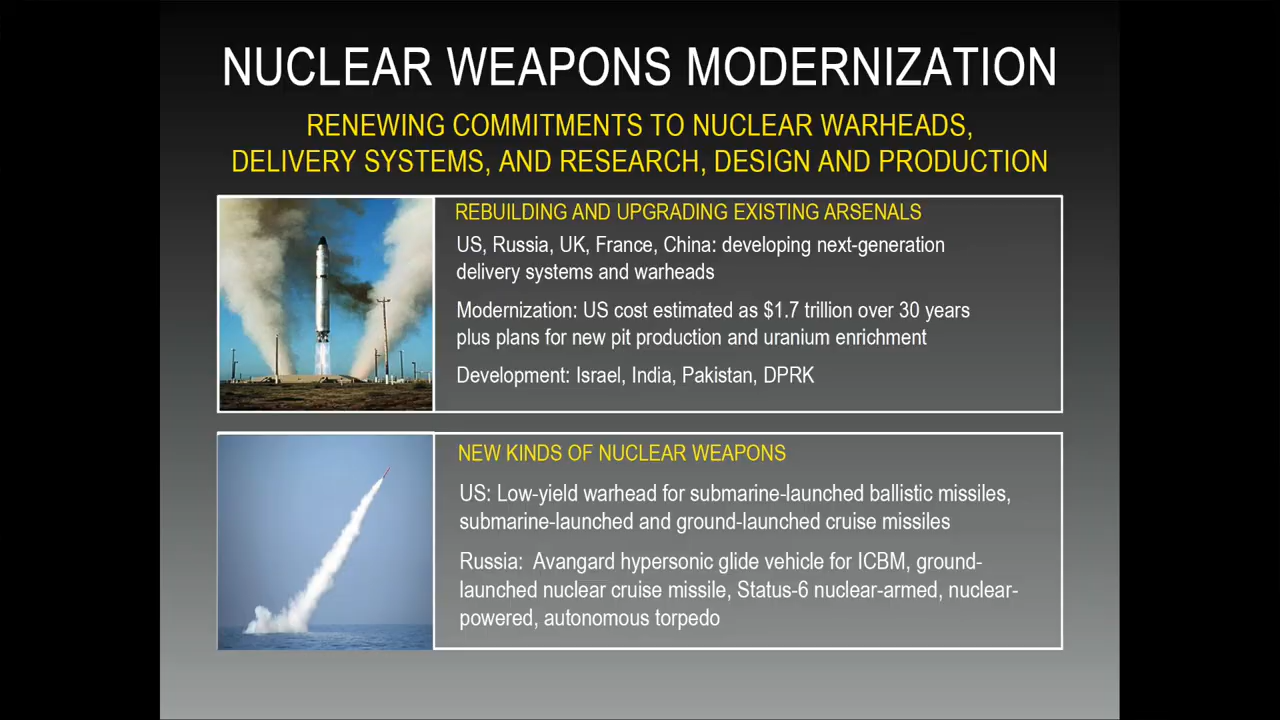 NUCLEAR WEAPONS MODERNIZATION
RENEWING COMMITMENTS TO NUCLEAR WARHEADS,
DELIVERY SYSTEMS, AND RESEARCH, DESIGN AND PRODUCTION
REBUILDING AND UPGRADING EXISTING ARSENALS
US, Russia, UK, France, China: developing next-generation
delivery systems and warheads
Modernization: US cost estimated as $1.7 trillion over 30 years
plus plans for new pit production and uranium enrichment
Development: Israel, India, Pakistan, DPRK
NEW KINDS OF NUCLEAR WEAPONS
US: Low-yield warhead for submarine-launched ballistic missiles,
submarine-launched and ground-launched cruise missiles
Russia:  Avangard hypersonic glide vehicle for ICBM, ground-
launched nuclear cruise missile, Status-6 nuclear-armed, nuclear-
powered, autonomous torpedo